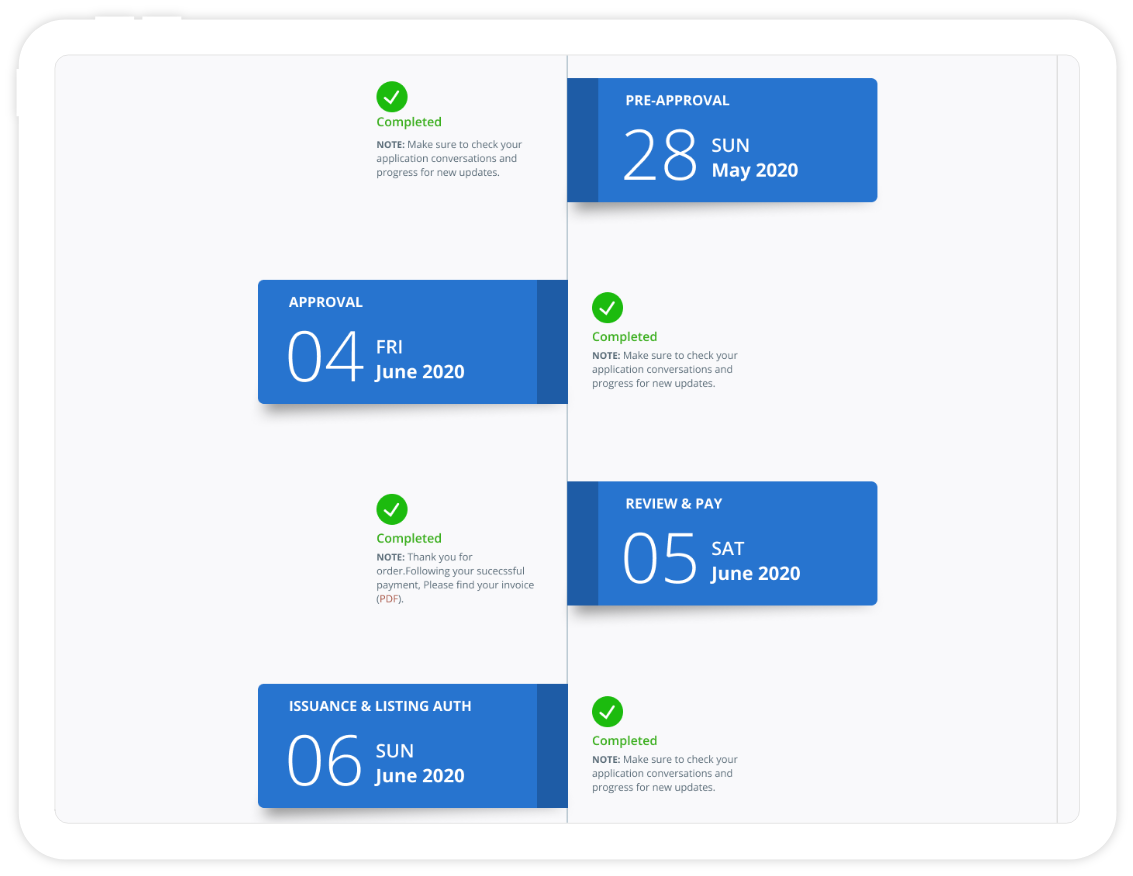 Completed
NOTE: Make sure to check your
application conversations and
progress for new updates.
PRE-APPROVAL
28
SUN
May 2020
APPROVAL
04
FRI
June 2020
Completed
NOTE: Make sure to check your
application conversations and
progress for new updates.
Completed
NOTE: Thank you for
order.Following your sucecssful
payment, Please find your invoice
(PDF).
REVIEW & PAY
05
SAT
June 2020
ISSUANCE & LISTING AUTH
06
SUN
June 2020
Completed
NOTE: Make sure to check your
application conversations and
progress for new updates.